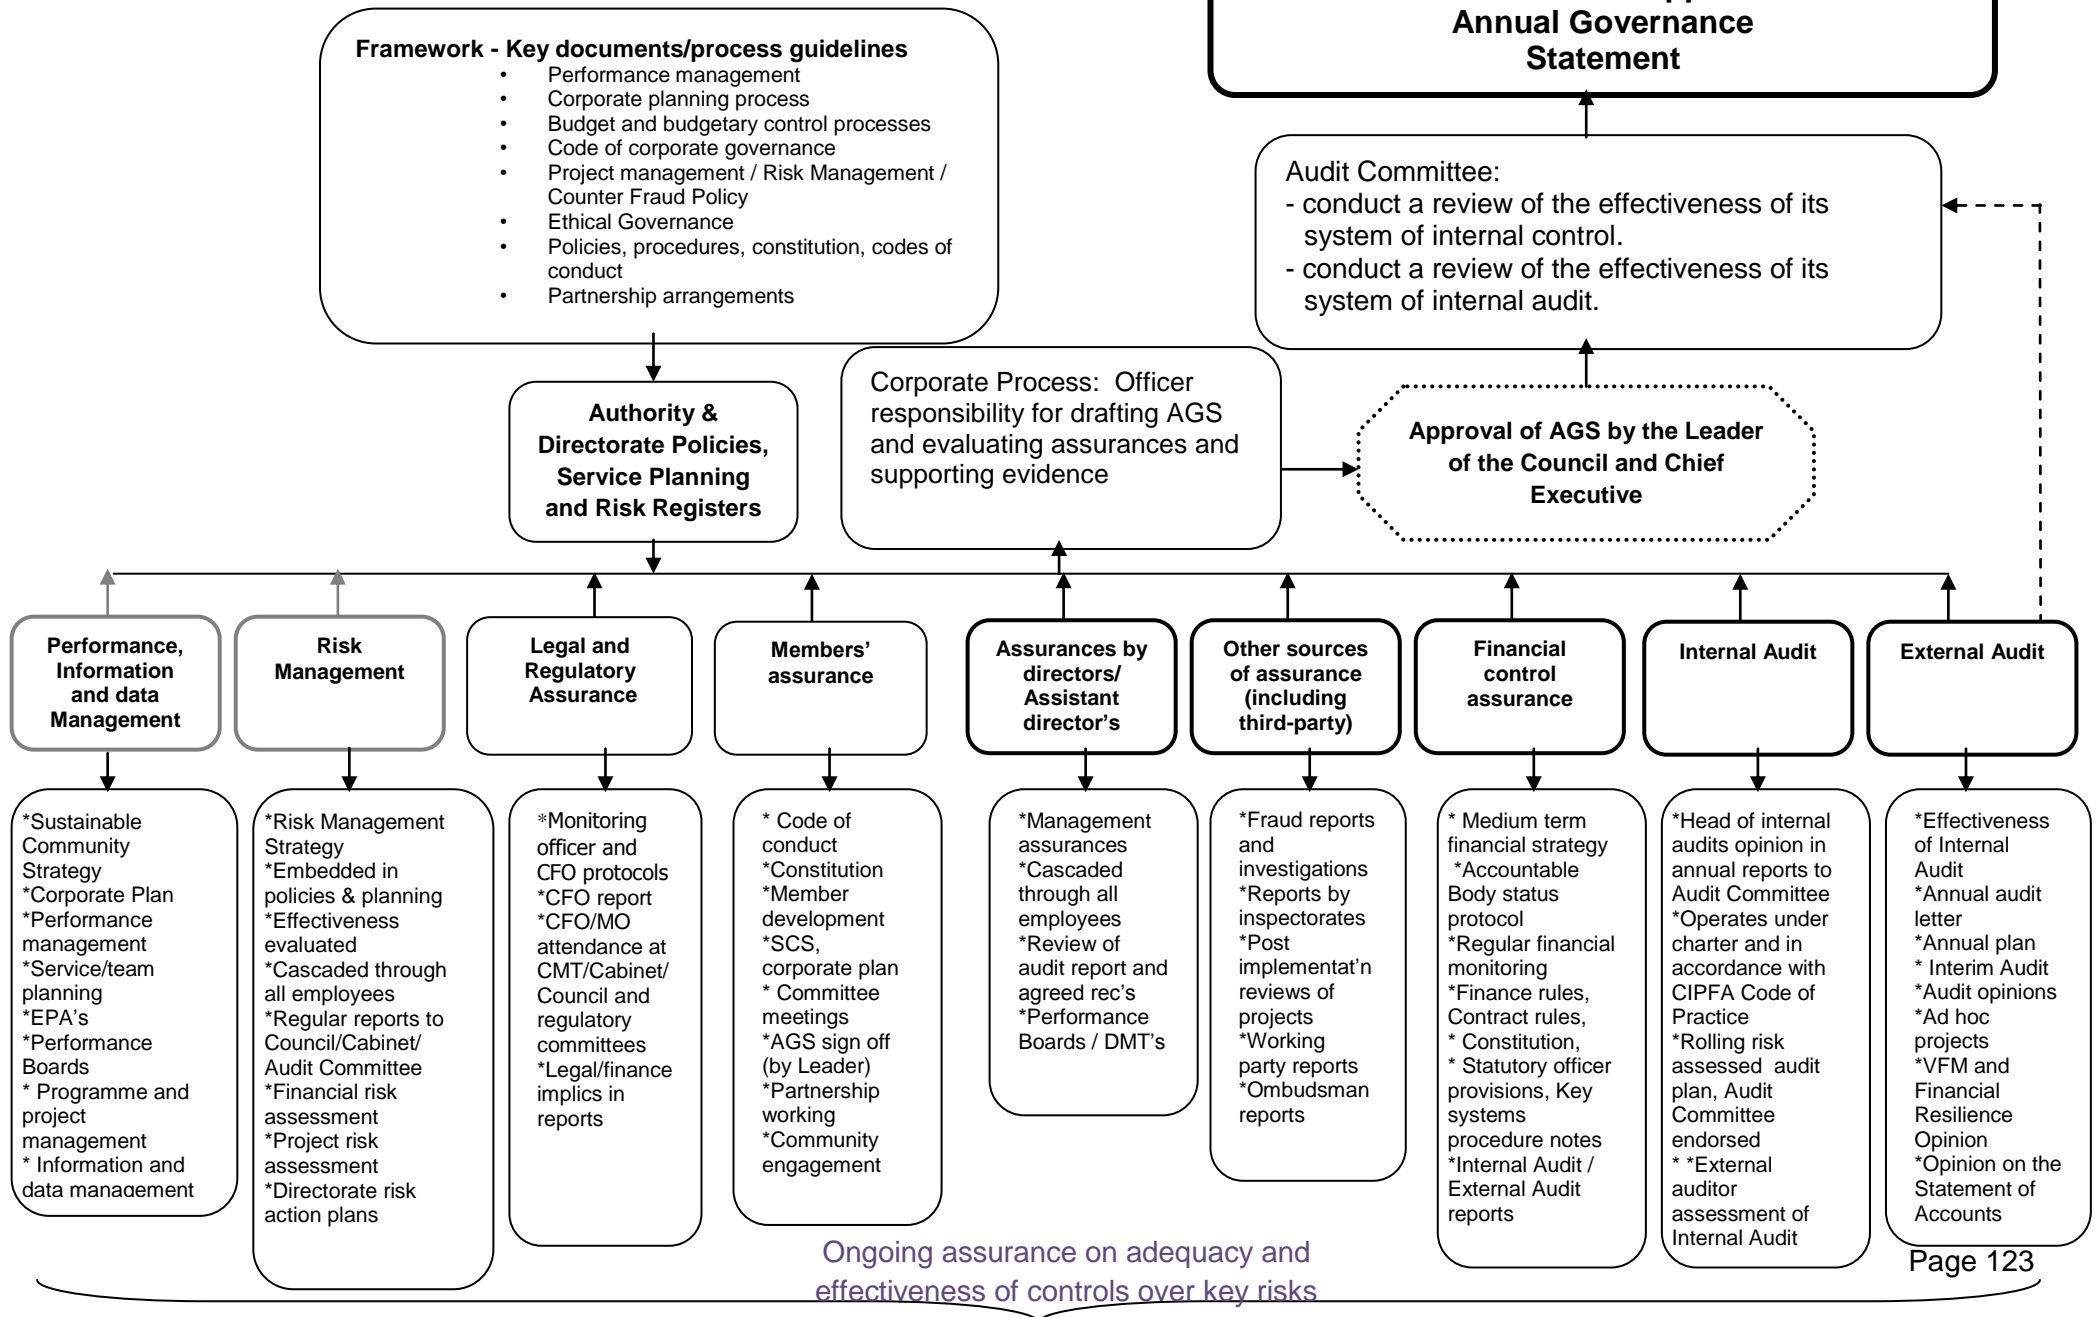 Annual Governance
Statement
Framework - Key documents/process guidelines
• Performance management
• Corporate planning process
• Budget and budgetary control processes
• Code of corporate governance
• Project management / Risk Management /
Counter Fraud Policy
• Ethical Governance
• Policies, procedures, constitution, codes of
conduct
• Partnership arrangements
Audit Committee:
- conduct a review of the effectiveness of its
system of internal control.
- conduct a review of the effectiveness of its
system of internal audit.
Authority &
Directorate Policies,
Service Planning
and Risk Registers
Corporate Process: Officer
responsibility for drafting AGS
and evaluating assurances and
supporting evidence
Approval of AGS by the Leader
of the Council and Chief
Executive
Performance,
Information
and data
Management
Risk
Management
Legal and
Regulatory
Assurance
Members’
assurance
Assurances by
directors/
Assistant
director’s
Other sources
of assurance
(including
third-party)
Financial
control
assurance
Internal Audit
External Audit
*Sustainable
Community
Strategy
*Corporate Plan
*Performance
management
*Service/team
planning
*EPA’s
*Performance
Boards
* Programme and
project
management
* Information and
data management
*Risk Management
Strategy
*Embedded in
policies & planning
*Effectiveness
evaluated
*Cascaded through
all employees
*Regular reports to
Council/Cabinet/
Audit Committee
*Financial risk
assessment
*Project risk
assessment
*Directorate risk
action plans
*Monitoring
officer and
CFO protocols
*CFO report
*CFO/MO
attendance at
CMT/Cabinet/
Council and
regulatory
committees
*Legal/finance
implics in
reports
* Code of
conduct
*Constitution
*Member
development
*SCS,
corporate plan
* Committee
meetings
*AGS sign off
(by Leader)
*Partnership
working
*Community
engagement
*Management
assurances
*Cascaded
through all
employees
*Review of
audit report and
agreed rec’s
*Performance
Boards / DMT’s
*Fraud reports
and
investigations
*Reports by
inspectorates
*Post
implementat’n
reviews of
projects
*Working
party reports
*Ombudsman
reports
* Medium term
financial strategy
*Accountable
Body status
protocol
*Regular financial
monitoring
*Finance rules,
Contract rules,
* Constitution,
* Statutory officer
provisions, Key
systems
procedure notes
*Internal Audit /
External Audit
reports
*Head of internal
audits opinion in
annual reports to
Audit Committee
*Operates under
charter and in
accordance with
CIPFA Code of
Practice
*Rolling risk
assessed audit
plan, Audit
Committee
endorsed
* *External
auditor
assessment of
Internal Audit
*Effectiveness
of Internal
Audit
*Annual audit
letter
*Annual plan
* Interim Audit
*Audit opinions
*Ad hoc
projects
*VFM and
Financial
Resilience
Opinion
*Opinion on the
Statement of
Accounts
Ongoing assurance on adequacy and
effectiveness of controls over key risks
Page 123